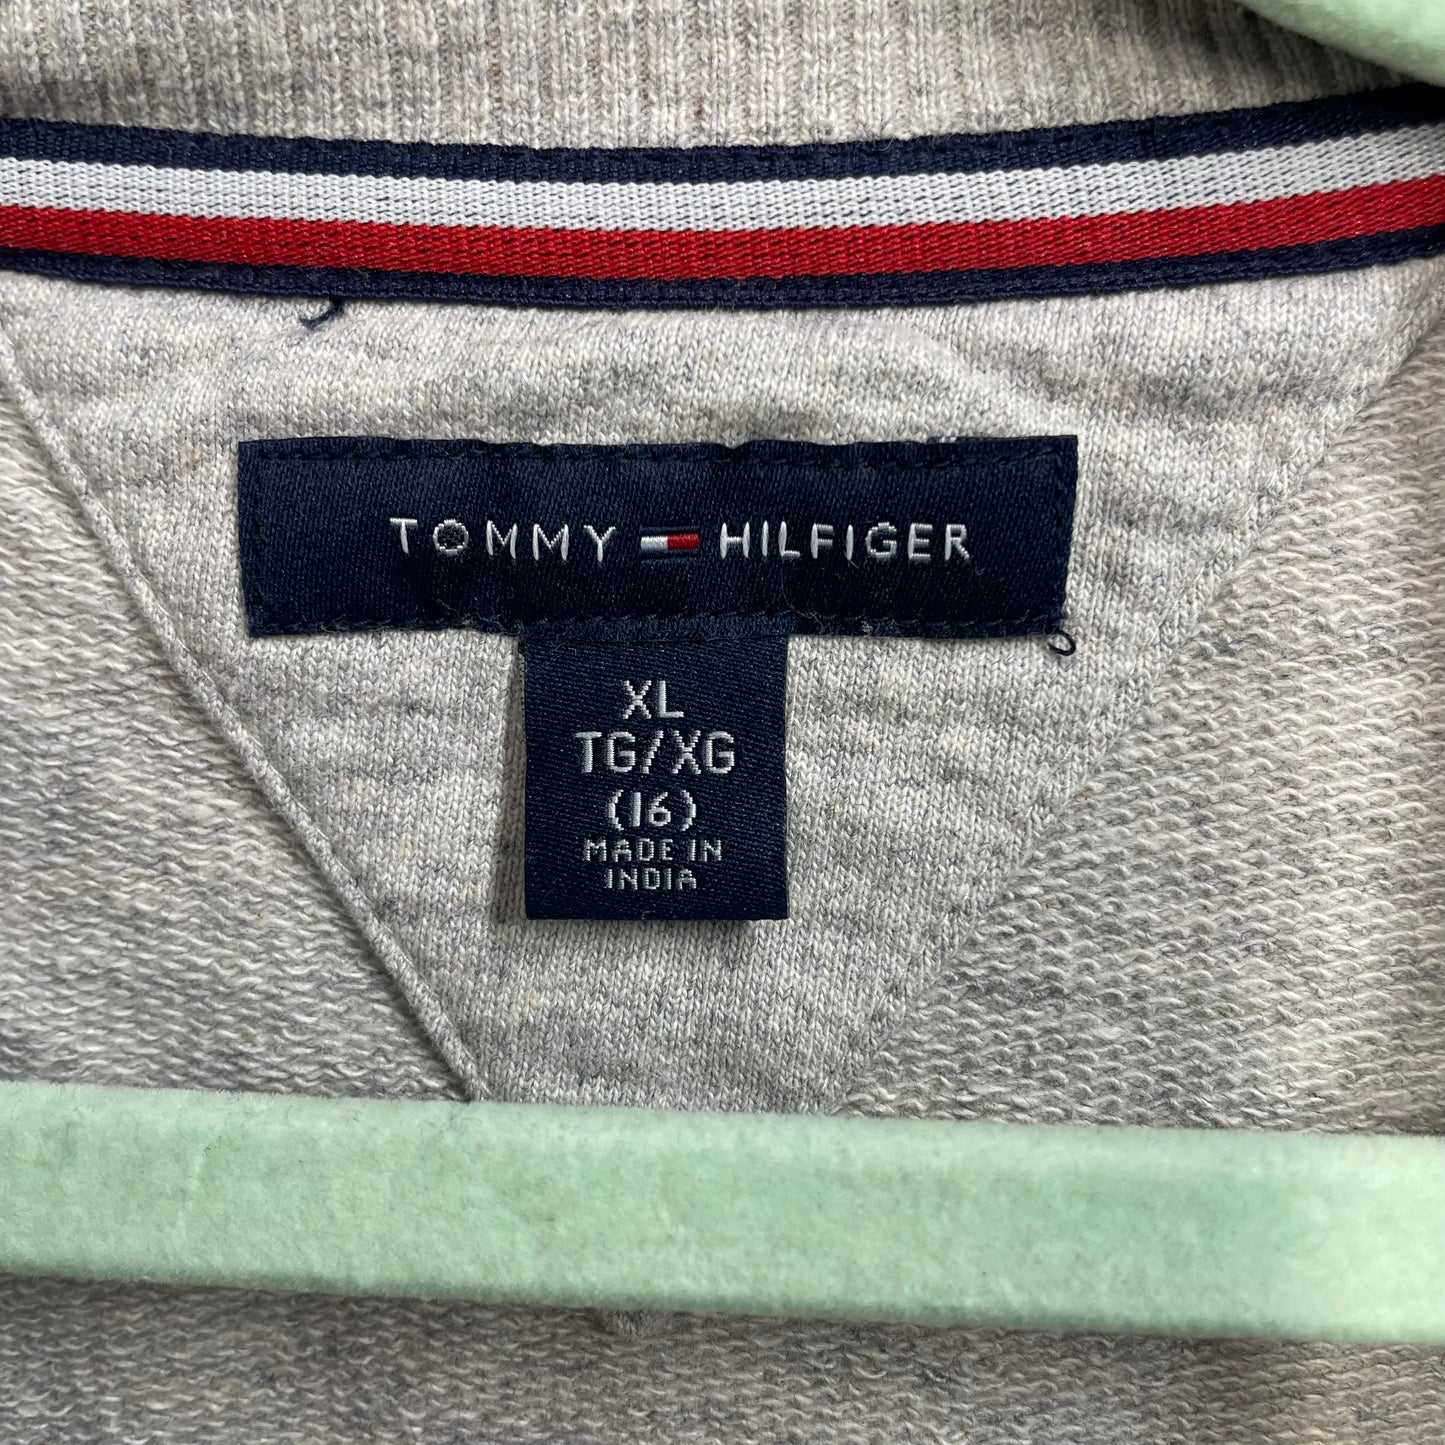 TOMMY HILFIGER
XL
TG/XG
(16)
MADE IN
INDIA